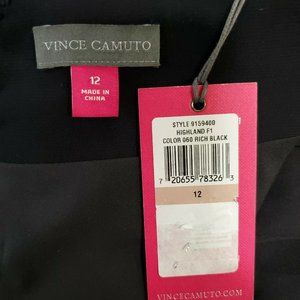 VINCE CAMUTO
12
MADE IN
CHINA
STYLE 9159400
HIGHLAND F1
COLOR 060 RICH BLACK
7 20655 78326 3
12
VINCECAMUTO.COM